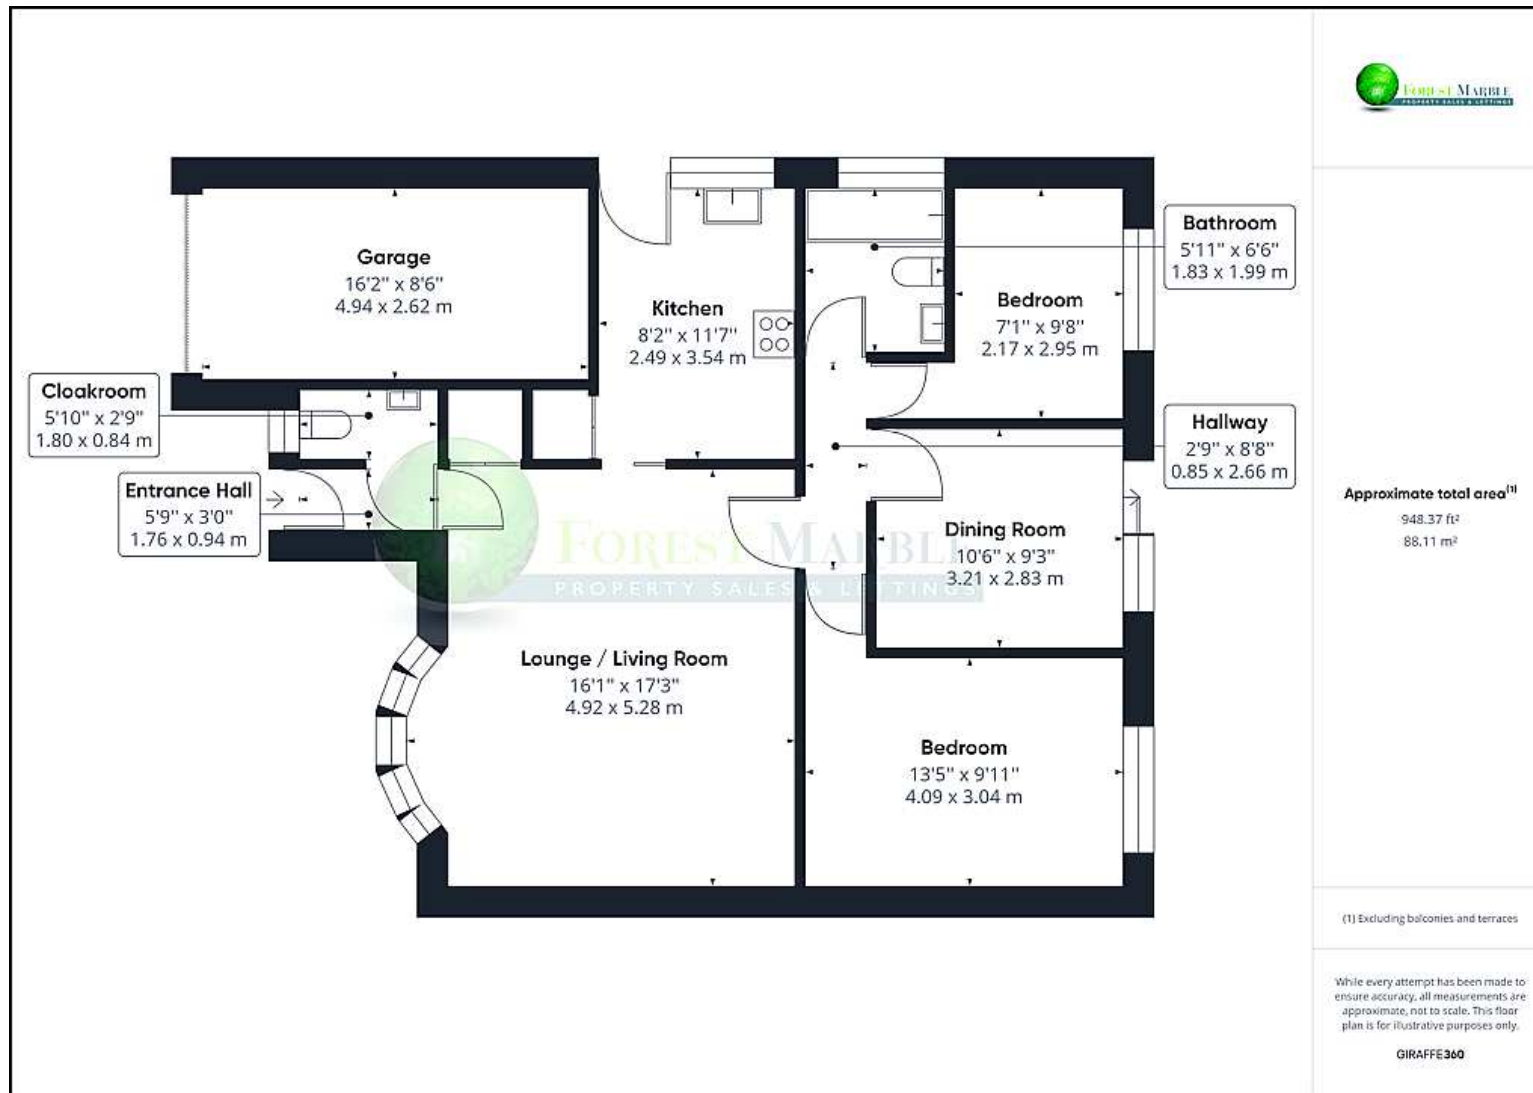 FOREST MARBLE
PROPERTY SALES & LETTINGS
Garage
16'2" x 8'6"
4.94 x 2.62 m
Kitchen
8'2" x 11'7"
2.49 x 3.54 m
Bathroom
5'11" x 6'6"
1.83 x 1.99 m
Bedroom
7'1" x 9'8"
2.17 x 2.95 m
Cloakroom
5'10" x 2'9"
1.80 x 0.84 m
Hallway
2'9" x 8'8"
0.85 x 2.66 m
Entrance Hall
5'9" x 3'0"
1.76 x 0.94 m
Dining Room
10'6" x 9'3"
3.21 x 2.83 m
FOREST MARBLE
PROPERTY SALES & LETTINGS
Lounge / Living Room
16'1" x 17'3"
4.92 x 5.28 m
Bedroom
13'5" x 9'11"
4.09 x 3.04 m
Approximate total area(1)
948.37 ft²
88.11 m²
(1) Excluding balconies and terraces
While every attempt has been made to
ensure accuracy, all measurements are
approximate, not to scale. This floor
plan is for illustrative purposes only.
GIRAFFE360